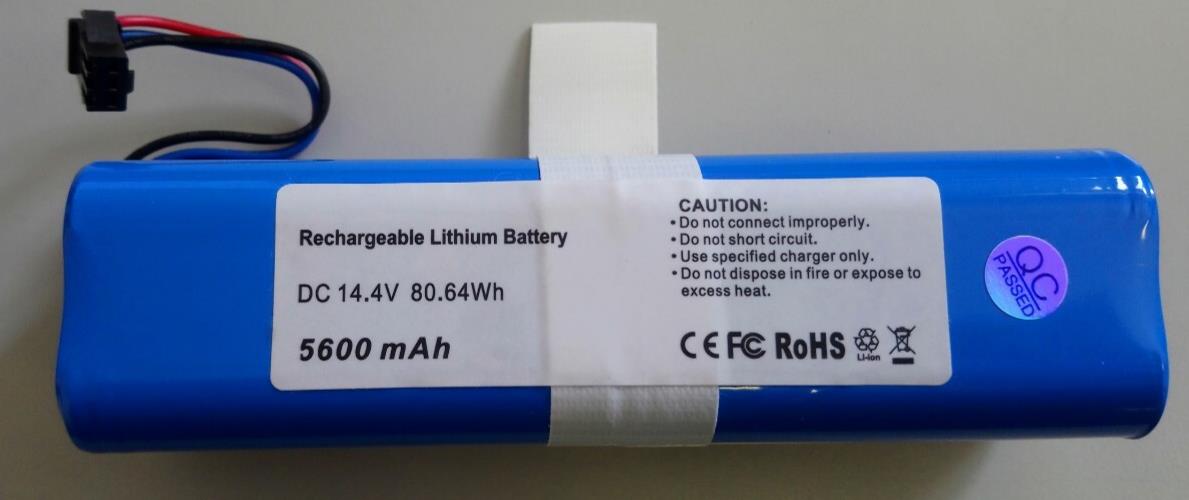 Rechargeable Lithium Battery
DC 14.4V 80.64Wh
5600 mAh
CAUTION:
• Do not connect improperly.
• Do not short circuit.
• Use specified charger only.
• Do not dispose in fire or expose to
excess heat.
CE FC RoHS
Li-ion
QC
PASSED